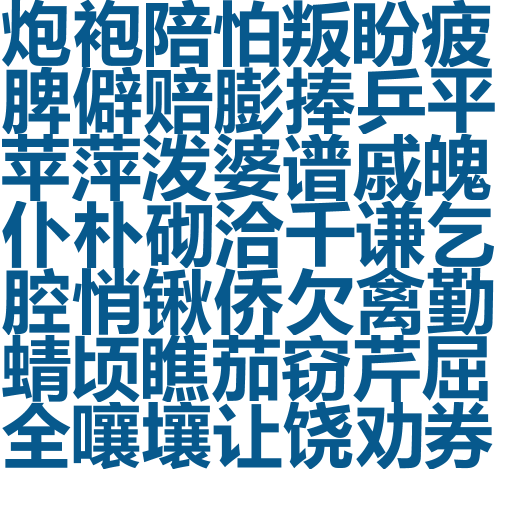 炮袍陪怕叛盼疲
脾僻赔膨捧乒平
苹萍泼婆谱戚魄
仆朴砌洽千谦乞
腔悄锹侨欠禽勤
蜻顷瞧茄窃芹屈
全嚷壤让饶劝券